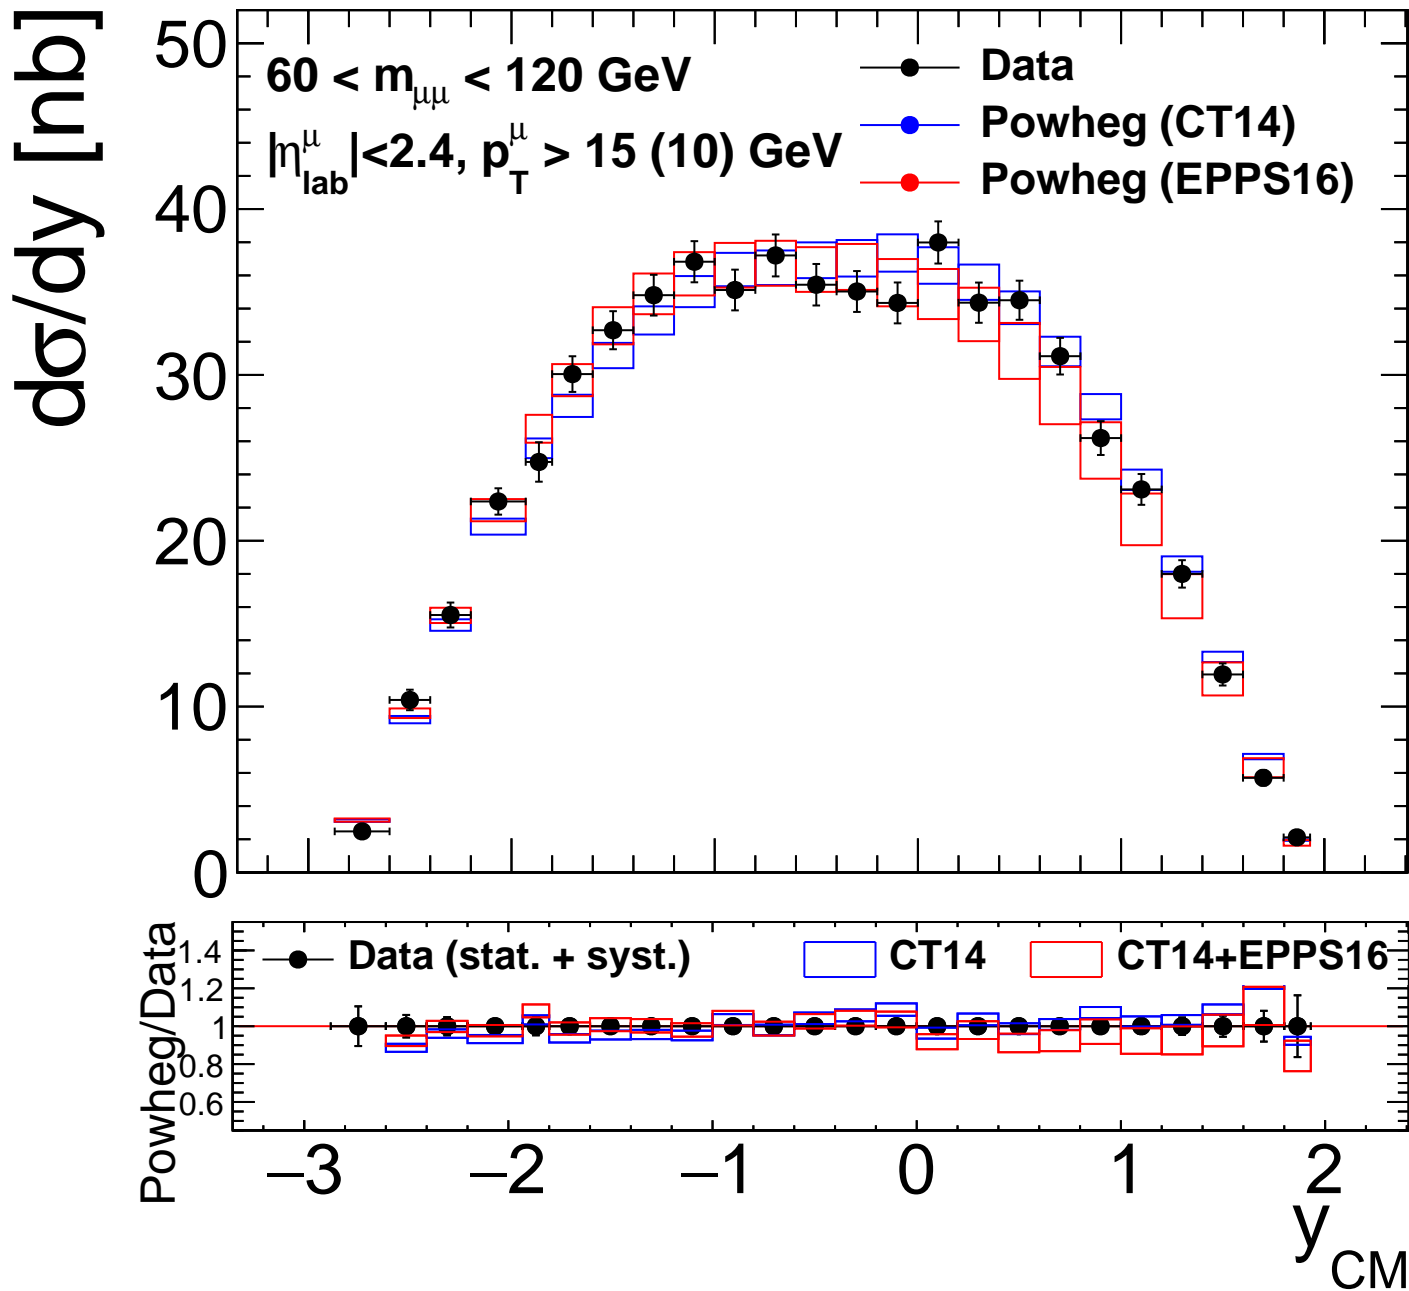 dσ/dy [nb]
50
40
30
20
10
0
60 < m_μμ < 120 GeV
|η^μ_lab|<2.4, p^μ_T > 15 (10) GeV
Data
Powheg (CT14)
Powheg (EPPS16)
Powheg/Data
1.4
1.2
1
0.8
0.6
Data (stat. + syst.)
CT14
CT14+EPPS16
−3 −2 −1 0 1 2
y_CM